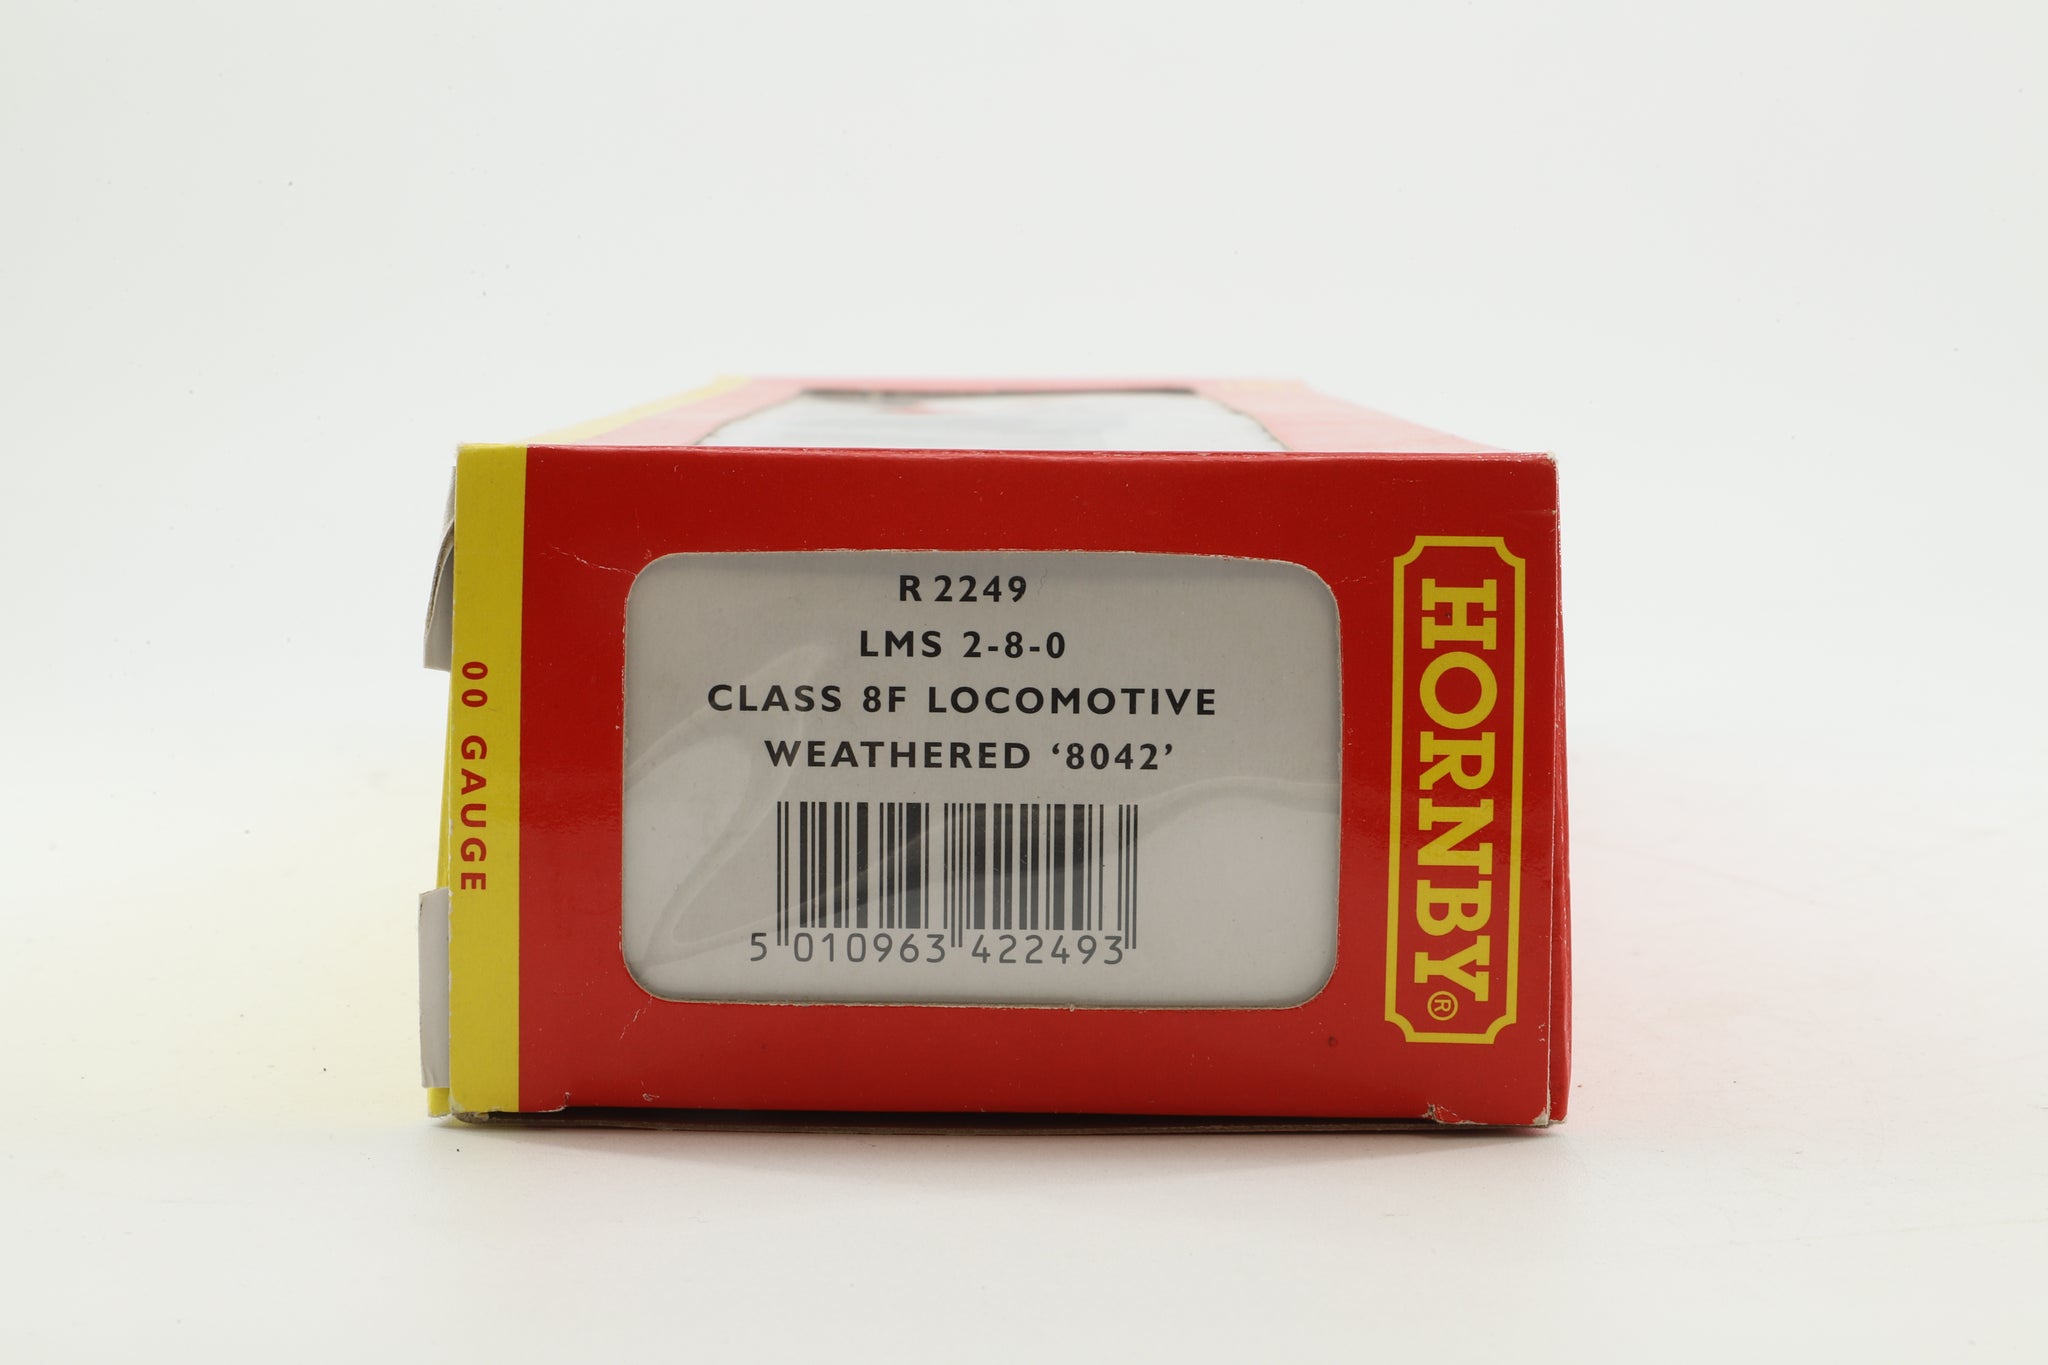 R 2249
LMS 2-8-0
CLASS 8F LOCOMOTIVE
WEATHERED ‘8042’
5 010963 422493
00 GAUGE
HORNBY®